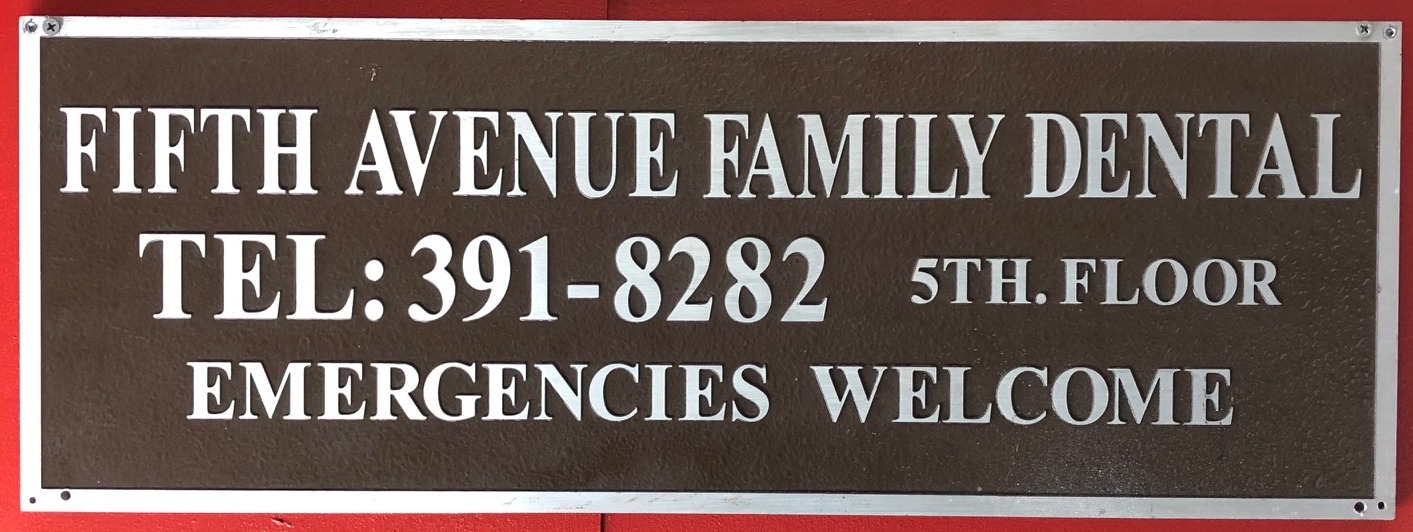 FIFTH AVENUE FAMILY DENTAL
TEL: 391-8282 5TH. FLOOR
EMERGENCIES WELCOME